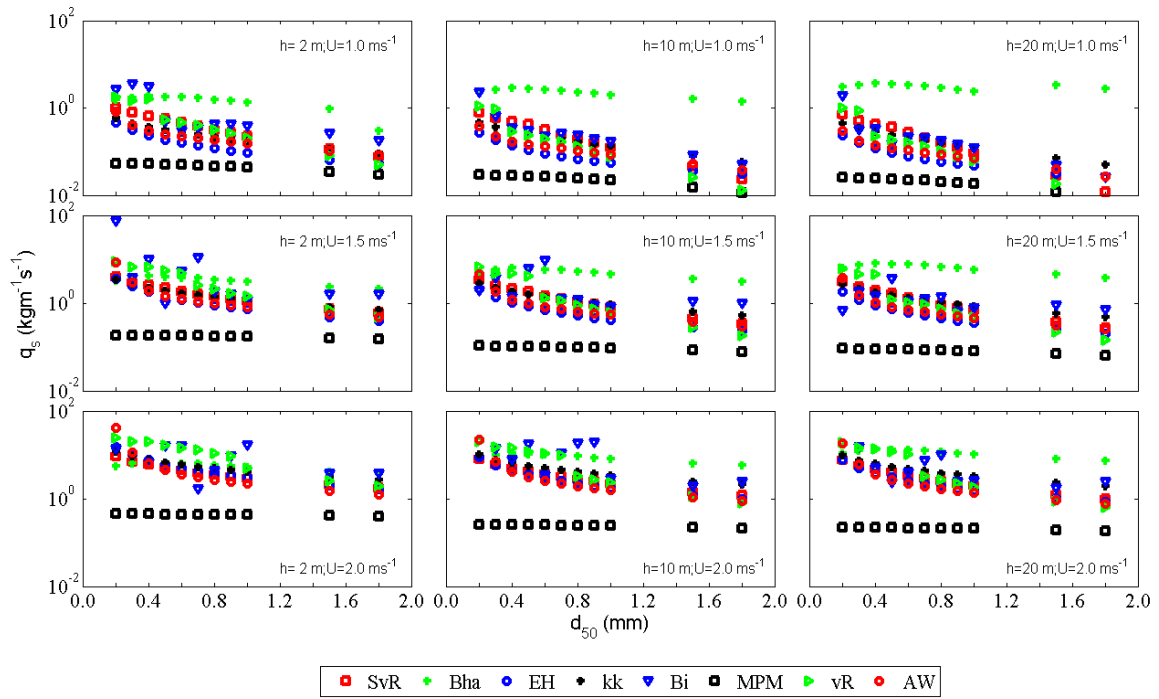 10^2
10^0
10^-2
h= 2 m;U=1.0 ms^-1
h=10 m;U=1.0 ms^-1
h=20 m;U=1.0 ms^-1
10^2
10^0
10^-2
h= 2 m;U=1.5 ms^-1
h=10 m;U=1.5 ms^-1
h=20 m;U=1.5 ms^-1
q_s (kgm^-1s^-1)
10^2
10^0
10^-2
h= 2 m;U=2.0 ms^-1
h=10 m;U=2.0 ms^-1
h=20 m;U=2.0 ms^-1
0.0 0.4 0.8 1.2 1.6 2.0
0.4 0.8 1.2 1.6 2.0
0.4 0.8 1.2 1.6 2.0
d_50 (mm)
SvR Bha EH kk Bi MPM vR AW